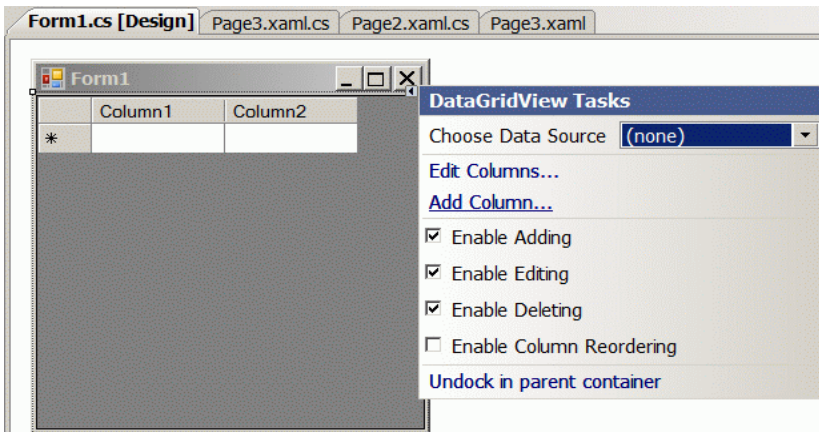 Form1.cs [Design] Page3.xaml.cs Page2.xaml.cs Page3.xaml
Form1
Column1 Column2
DataGridView Tasks
Choose Data Source (none)
Edit Columns...
Add Column...
Enable Adding
Enable Editing
Enable Deleting
Enable Column Reordering
Undock in parent container